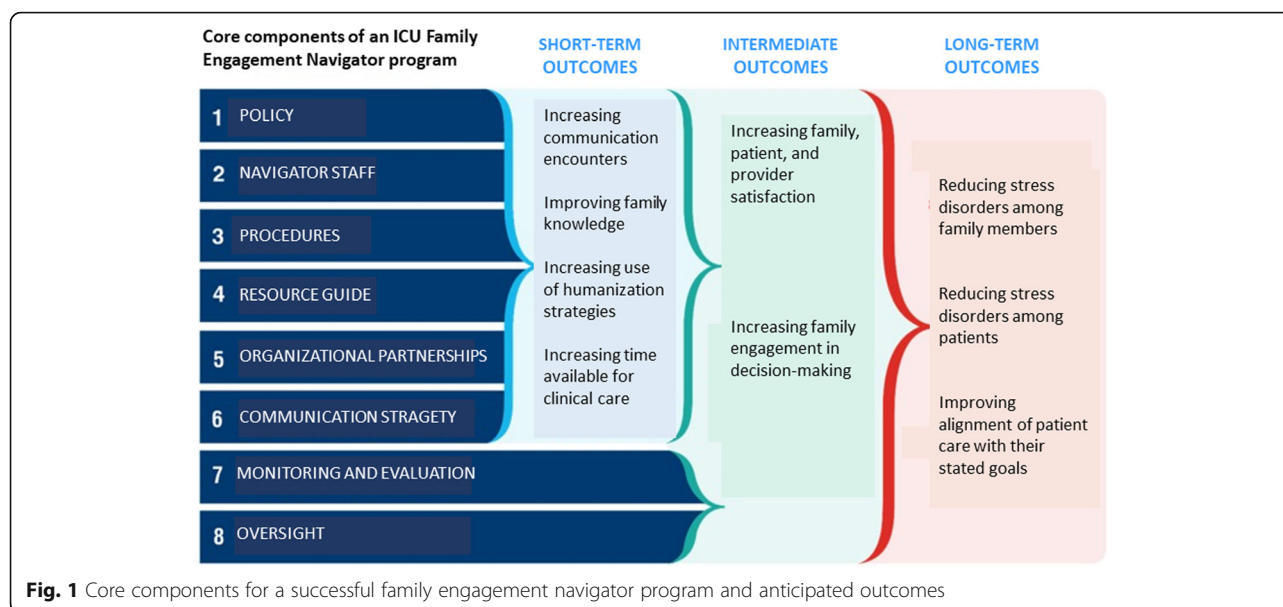 Core components of an ICU Family
Engagement Navigator program
SHORT-TERM
OUTCOMES
INTERMEDIATE
OUTCOMES
LONG-TERM
OUTCOMES
1 POLICY
2 NAVIGATOR STAFF
3 PROCEDURES
4 RESOURCE GUIDE
5 ORGANIZATIONAL PARTNERSHIPS
6 COMMUNICATION STRAGETY
7 MONITORING AND EVALUATION
8 OVERSIGHT
Increasing
communication
encounters
Improving family
knowledge
Increasing use
of humanization
strategies
Increasing time
available for
clinical care
Increasing family,
patient, and
provider
satisfaction
Increasing family
engagement in
decision-making
Reducing stress
disorders among
family members
Reducing stress
disorders among
patients
Improving
alignment of patient
care with their
stated goals
Fig. 1 Core components for a successful family engagement navigator program and anticipated outcomes